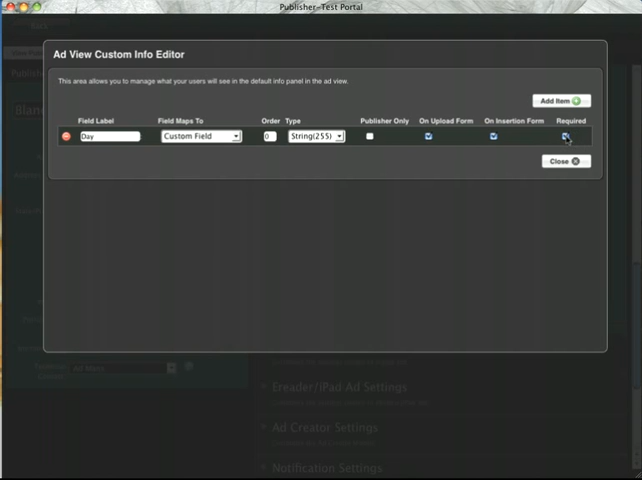 Publisher-Test Portal
Ad View Custom Info Editor
This area allows you to manage what your users will see in the default info panel in the ad view.
Add Item
Field Label Field Maps To Order Type Publisher Only On Upload Form On Insertion Form Required
Day Custom Field 0 String(255)
Close
Ereader/iPad Ad Settings
Ad Creator Settings
Notification Settings